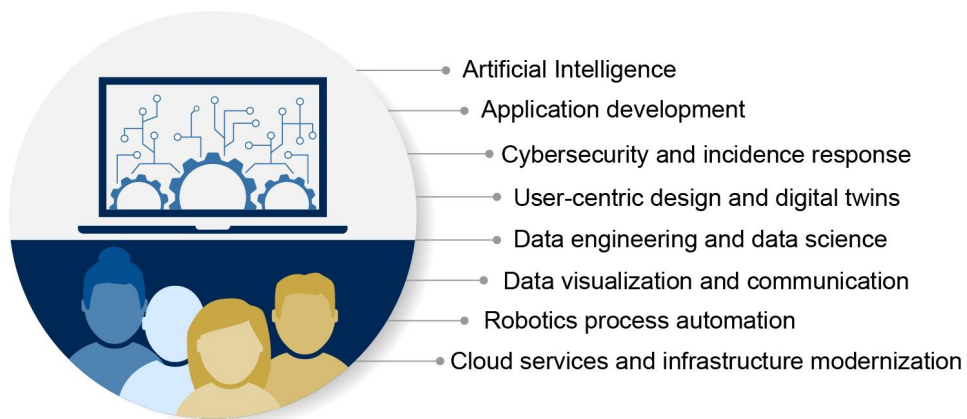 Artificial Intelligence
Application development
Cybersecurity and incidence response
User-centric design and digital twins
Data engineering and data science
Data visualization and communication
Robotics process automation
Cloud services and infrastructure modernization